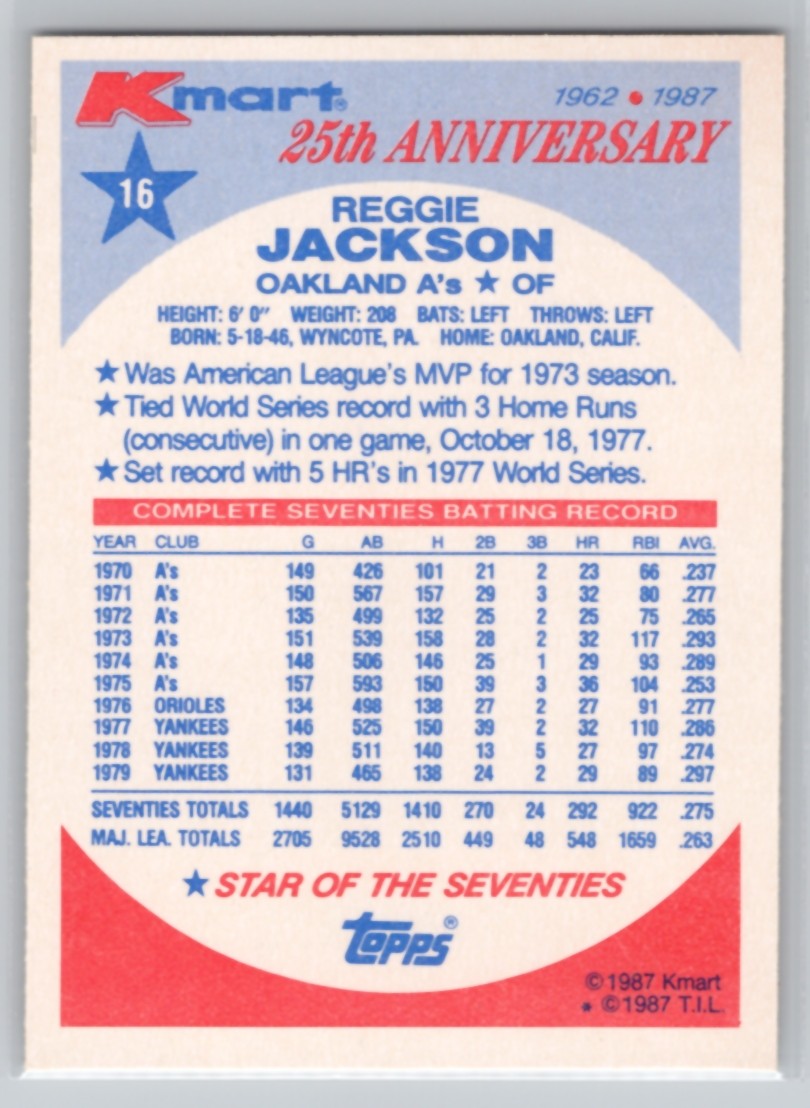 Kmart® 1962 • 1987
25th ANNIVERSARY
16
REGGIE
JACKSON
OAKLAND A's ★ OF
HEIGHT: 6' 0" WEIGHT: 208 BATS: LEFT THROWS: LEFT
BORN: 5-18-46, WYNCOTE, PA. HOME: OAKLAND, CALIF.
★ Was American League's MVP for 1973 season.
★ Tied World Series record with 3 Home Runs
(consecutive) in one game, October 18, 1977.
★ Set record with 5 HR's in 1977 World Series.
COMPLETE SEVENTIES BATTING RECORD
YEAR CLUB G AB H 2B 3B HR RBI AVG.
1970 A's 149 426 101 21 2 23 66 .237
1971 A's 150 567 157 29 3 32 80 .277
1972 A's 135 499 132 25 2 25 75 .265
1973 A's 151 539 158 28 2 32 117 .293
1974 A's 148 506 146 25 1 29 93 .289
1975 A's 157 593 150 39 3 36 104 .253
1976 ORIOLES 134 498 138 27 2 27 91 .277
1977 YANKEES 146 525 150 39 2 32 110 .286
1978 YANKEES 139 511 140 13 5 27 97 .274
1979 YANKEES 131 465 138 24 2 29 89 .297
SEVENTIES TOTALS 1440 5129 1410 270 24 292 922 .275
MAJ. LEA. TOTALS 2705 9528 2510 449 48 548 1659 .263
★ STAR OF THE SEVENTIES
topps®
©1987 Kmart
* ©1987 T.I.L.